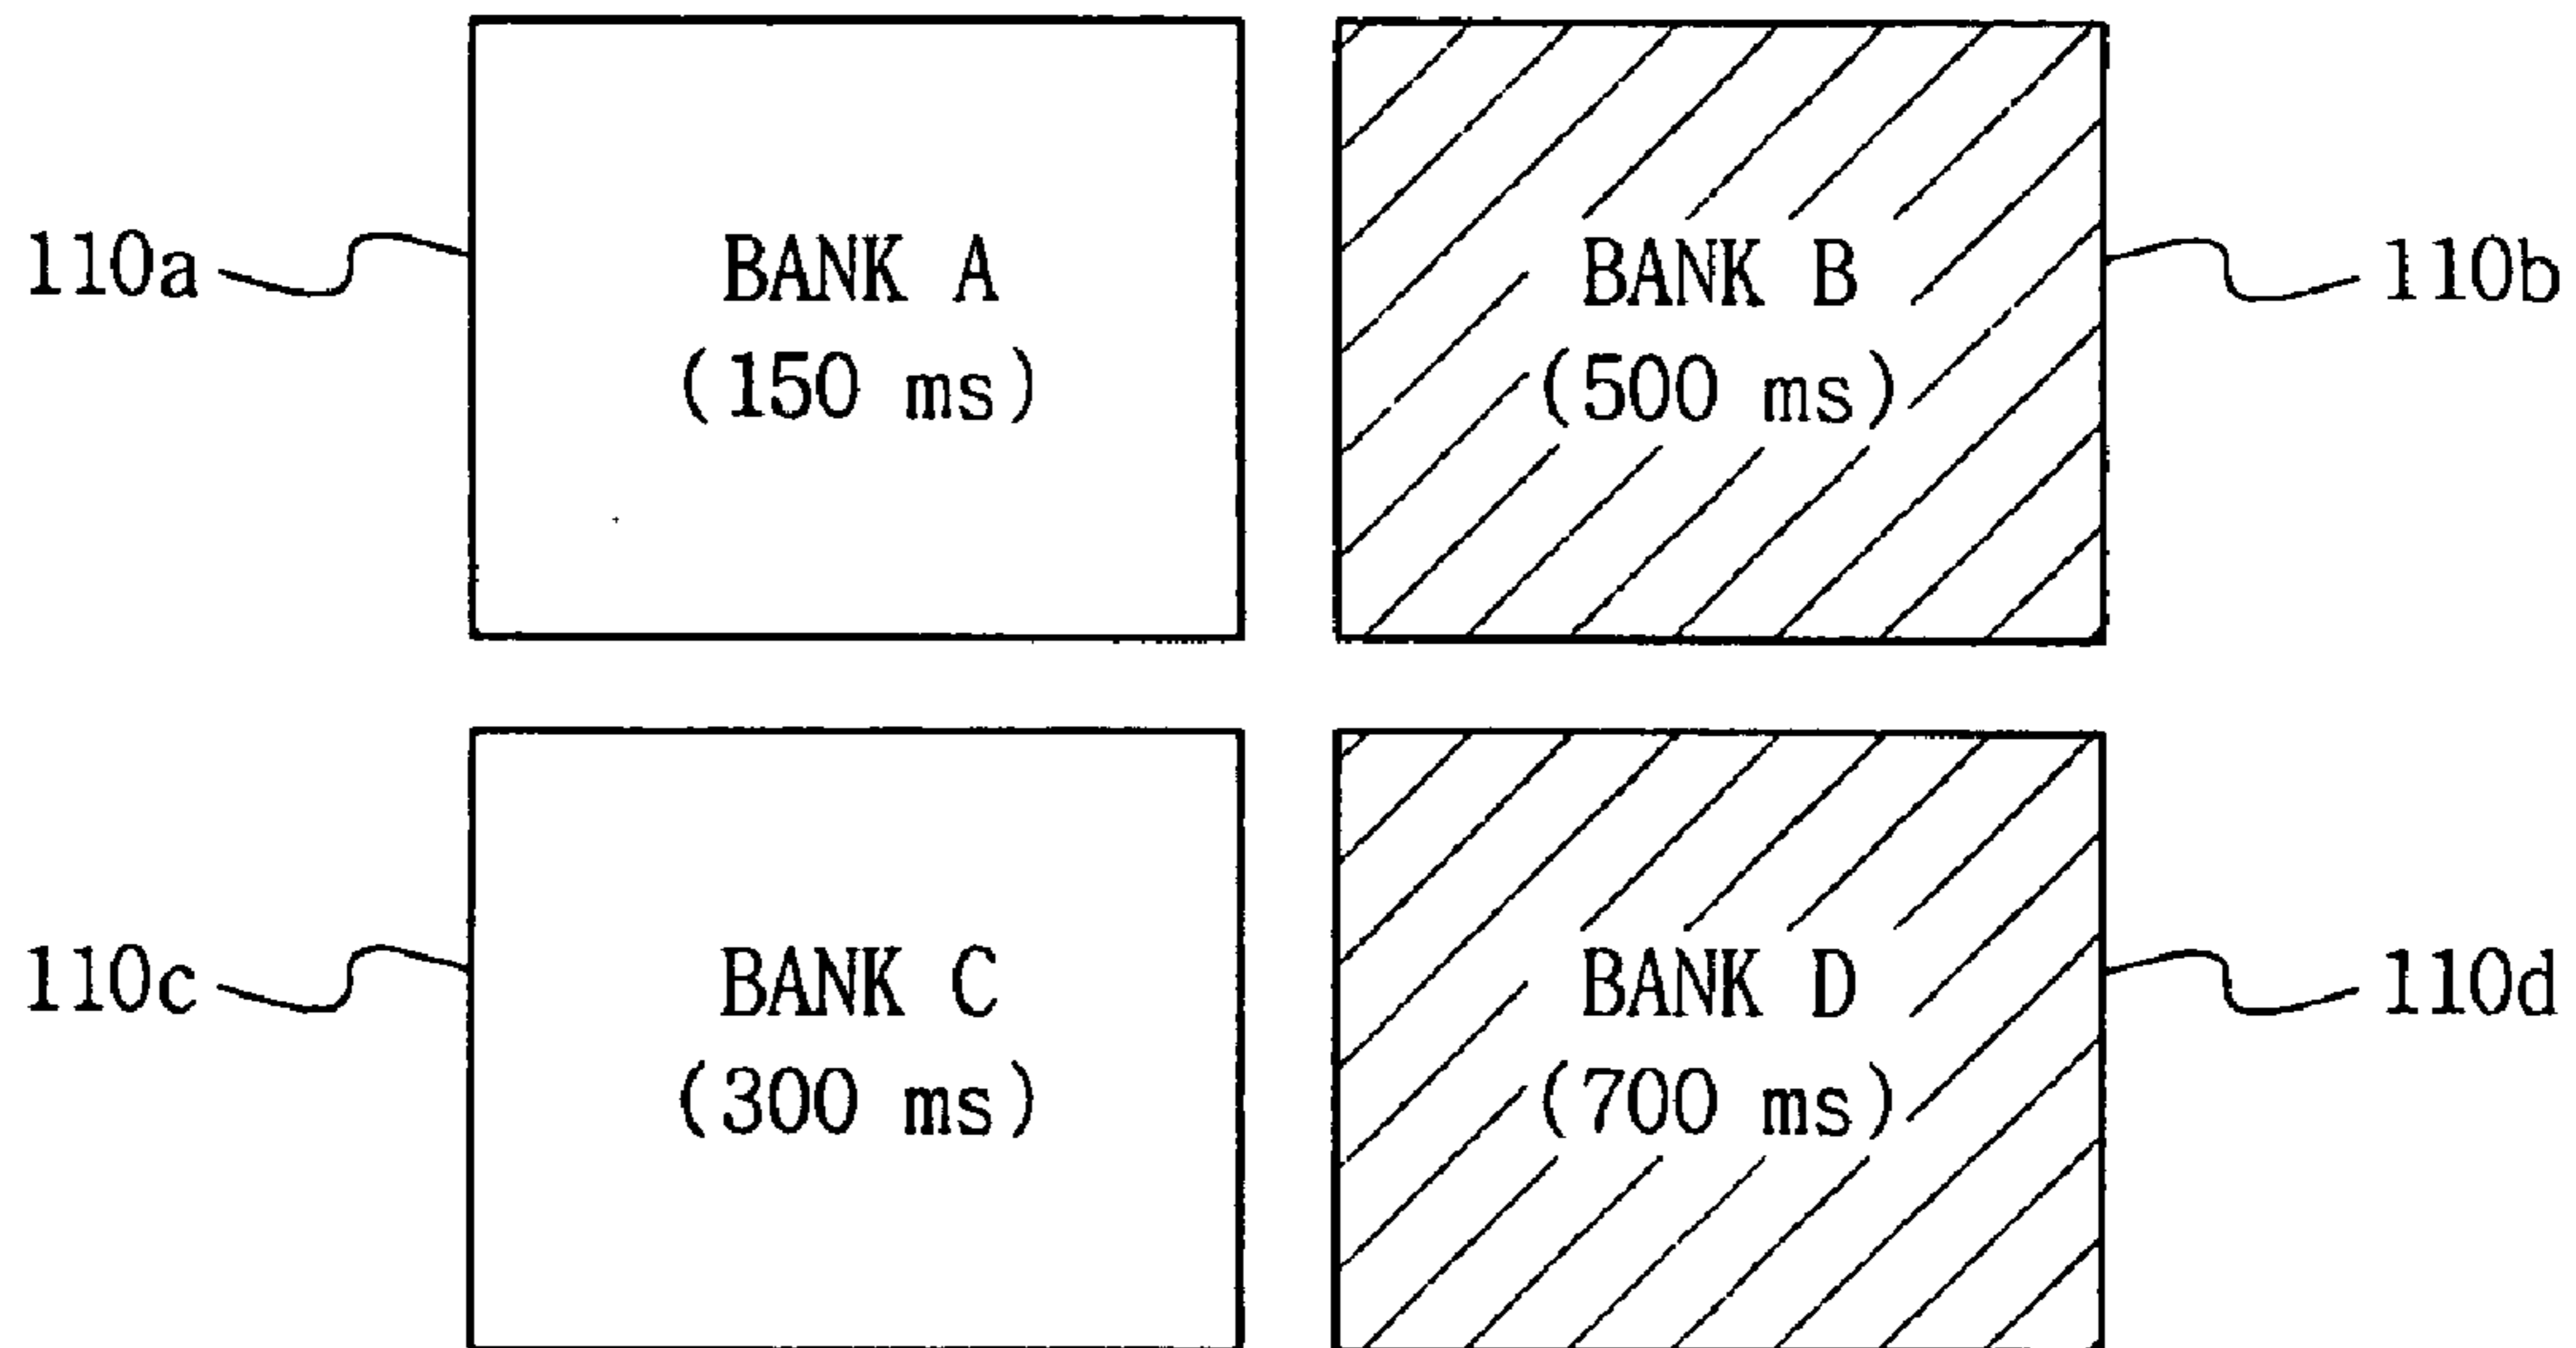 110a
BANK A
(150 ms)
BANK B
(500 ms)
110b
110c
BANK C
(300 ms)
BANK D
(700 ms)
110d